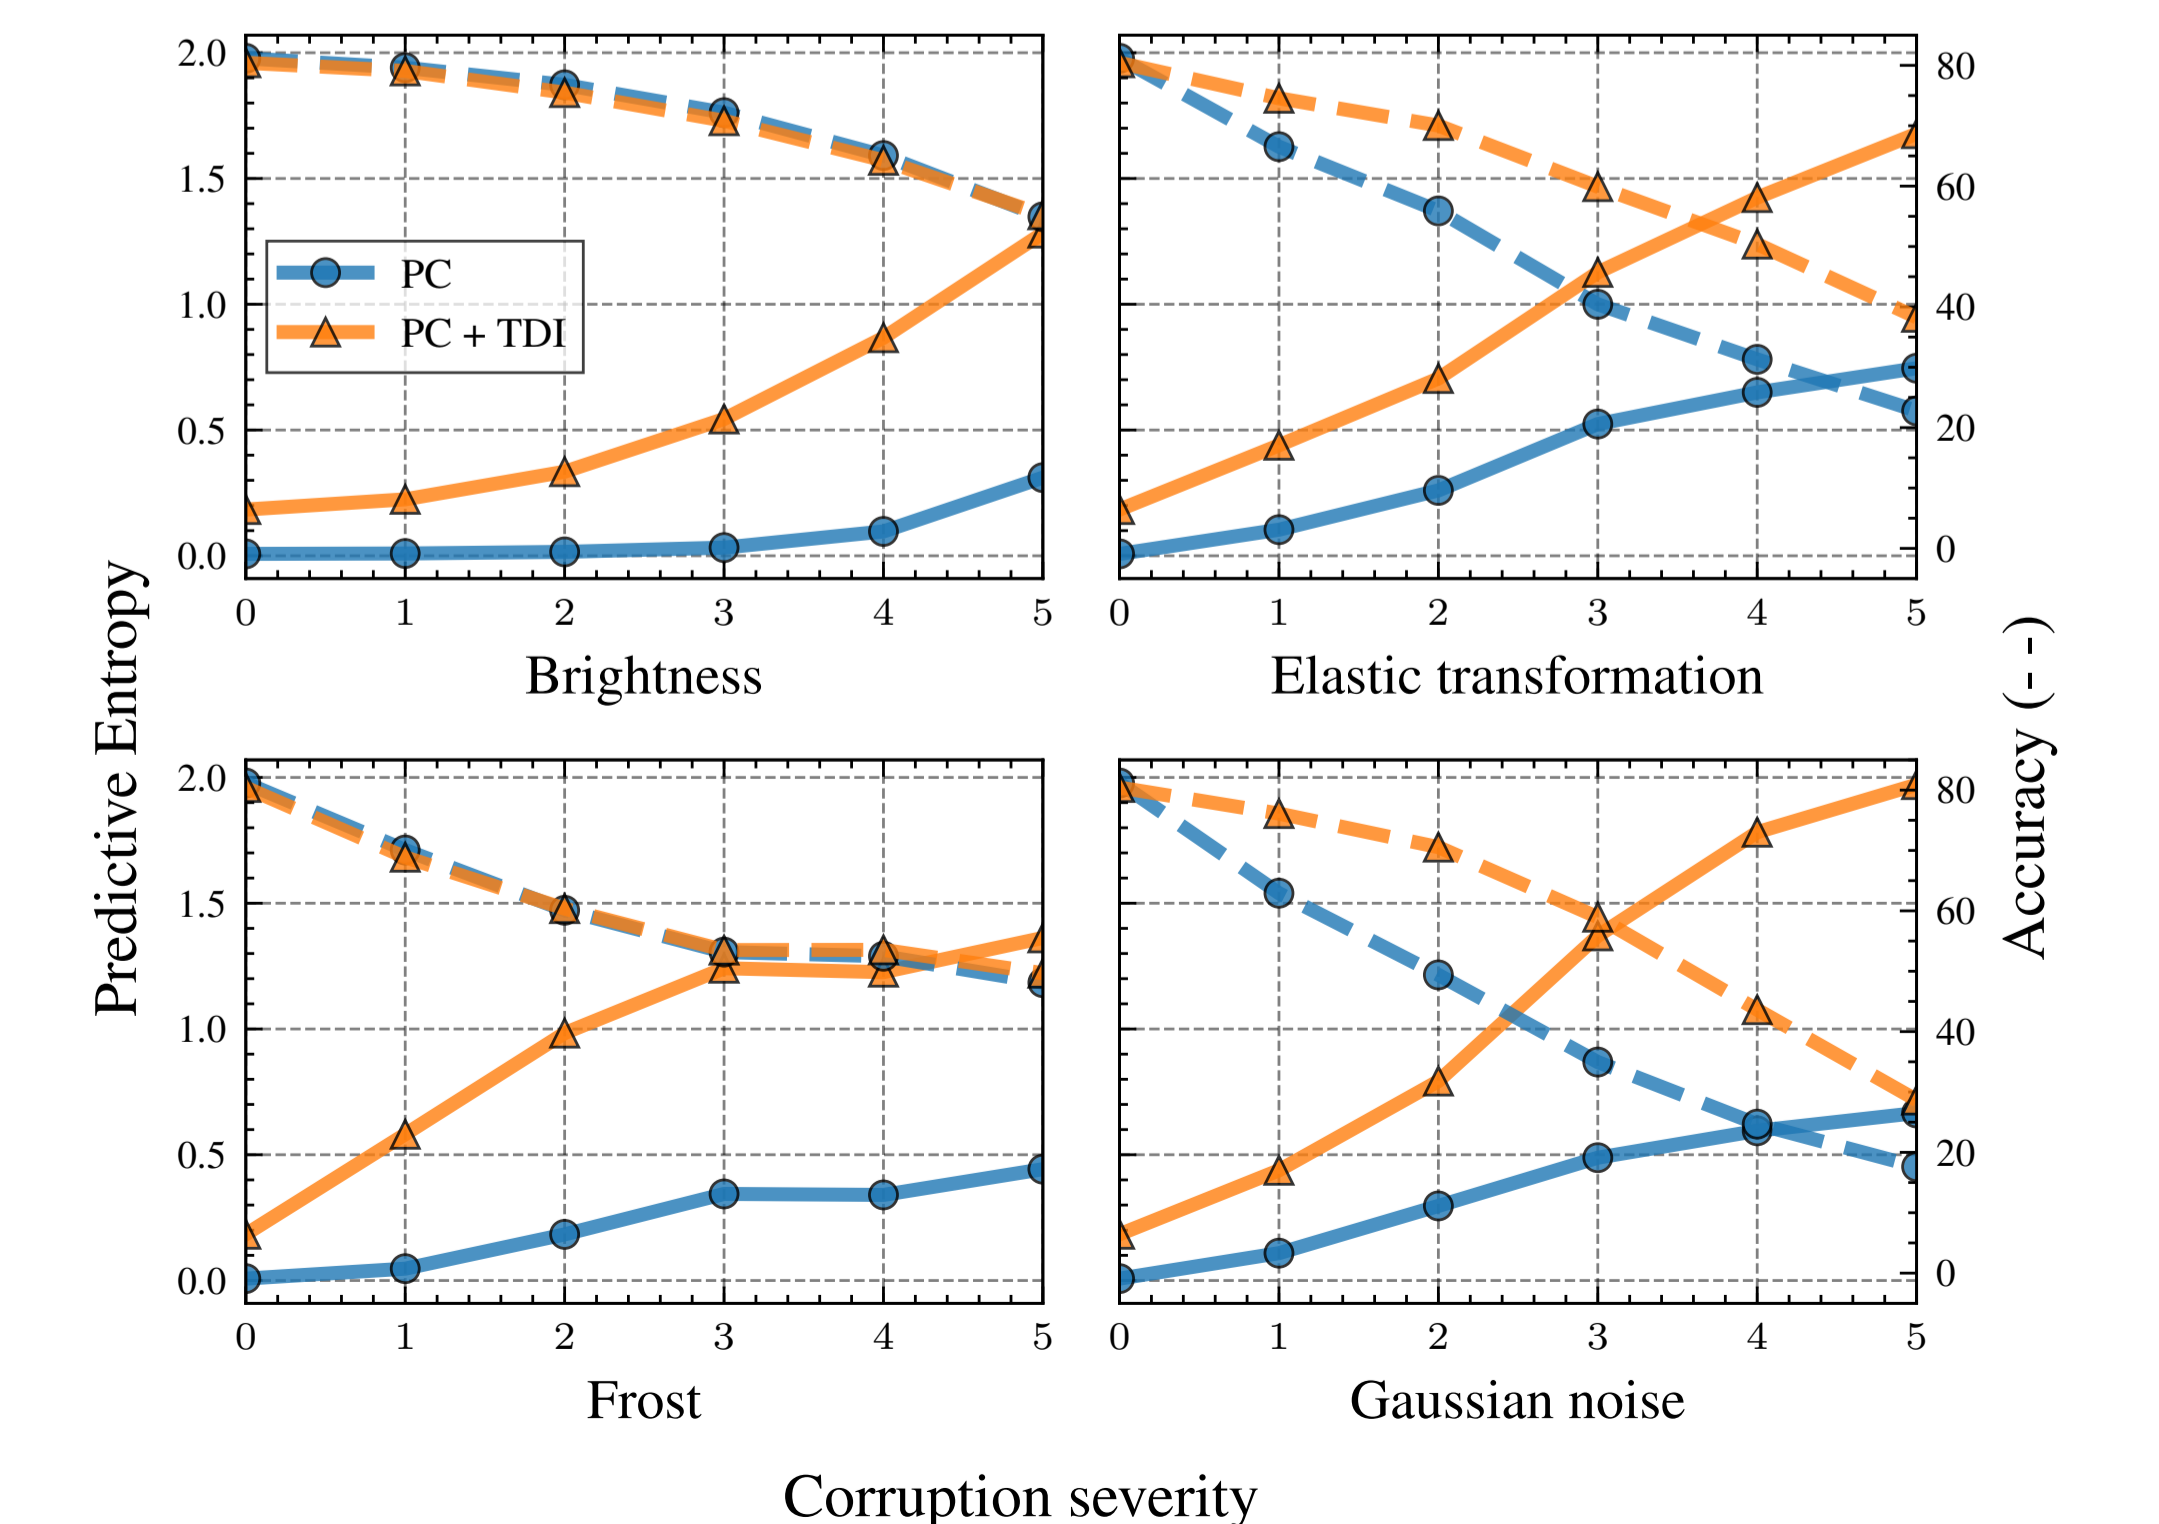 2.0
1.5
1.0
0.5
0.0
PC
PC + TDI
0 1 2 3 4 5
Brightness
80
60
40
20
0
0 1 2 3 4 5
Elastic transformation
Predictive Entropy
Accuracy (- -)
2.0
1.5
1.0
0.5
0.0
0 1 2 3 4 5
Frost
80
60
40
20
0
0 1 2 3 4 5
Gaussian noise
Corruption severity